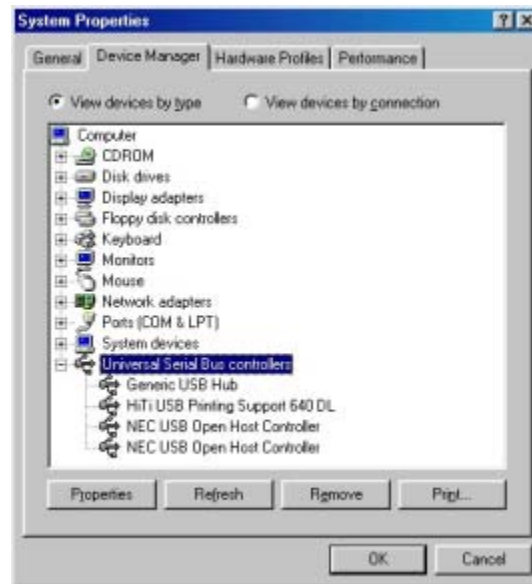 System Properties
General Device Manager Hardware Profiles Performance
View devices by type View devices by connection
Computer
CDROM
Disk drives
Display adapters
Floppy disk controllers
Keyboard
Monitors
Mouse
Network adapters
Ports (COM & LPT)
System devices
Universal Serial Bus controllers
Generic USB Hub
HiTi USB Printing Support 640 DL
NEC USB Open Host Controller
NEC USB Open Host Controller
Properties Refresh Remove Print...
OK Cancel